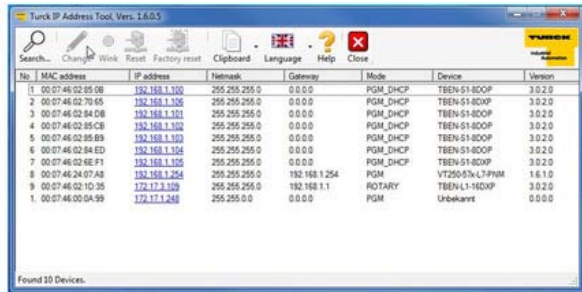 Turck IP Address Tool, Vers. 1.6.0.5
TURCK
Industrial Automation
Search... Change Wink Reset Factory reset Clipboard Language Help Close
No MAC address IP address Netmask Gateway Mode Device Version
1 00:07:46:02:85:0B 192.168.1.100 255.255.255.0 0.0.0.0 PGM_DHCP TBEN-S1-8DOP 3.0.2.0
2 00:07:46:02:70:65 192.168.1.106 255.255.255.0 0.0.0.0 PGM_DHCP TBEN-S1-8DXP 3.0.2.0
3 00:07:46:02:84:DB 192.168.1.101 255.255.255.0 0.0.0.0 PGM_DHCP TBEN-S1-8DOP 3.0.2.0
4 00:07:46:02:85:CB 192.168.1.102 255.255.255.0 0.0.0.0 PGM_DHCP TBEN-S1-8DOP 3.0.2.0
5 00:07:46:02:85:B9 192.168.1.103 255.255.255.0 0.0.0.0 PGM_DHCP TBEN-S1-8DOP 3.0.2.0
6 00:07:46:02:84:ED 192.168.1.104 255.255.255.0 0.0.0.0 PGM_DHCP TBEN-S1-8DOP 3.0.2.0
7 00:07:46:02:6E:F1 192.168.1.105 255.255.255.0 0.0.0.0 PGM_DHCP TBEN-S1-8DXP 3.0.2.0
8 00:07:46:24:07:A8 192.168.1.254 255.255.255.0 192.168.1.254 PGM VT250-57x-L7-PNM 1.6.1.0
9 00:07:46:02:1D:35 172.17.3.109 255.255.255.0 192.168.1.1 ROTARY TBEN-L1-16DXP 3.0.2.0
1. 00:07:46:00:0A:99 172.17.1.248 255.255.0.0 0.0.0.0 PGM Unbekannt 0.0.0.0
Found 10 Devices.